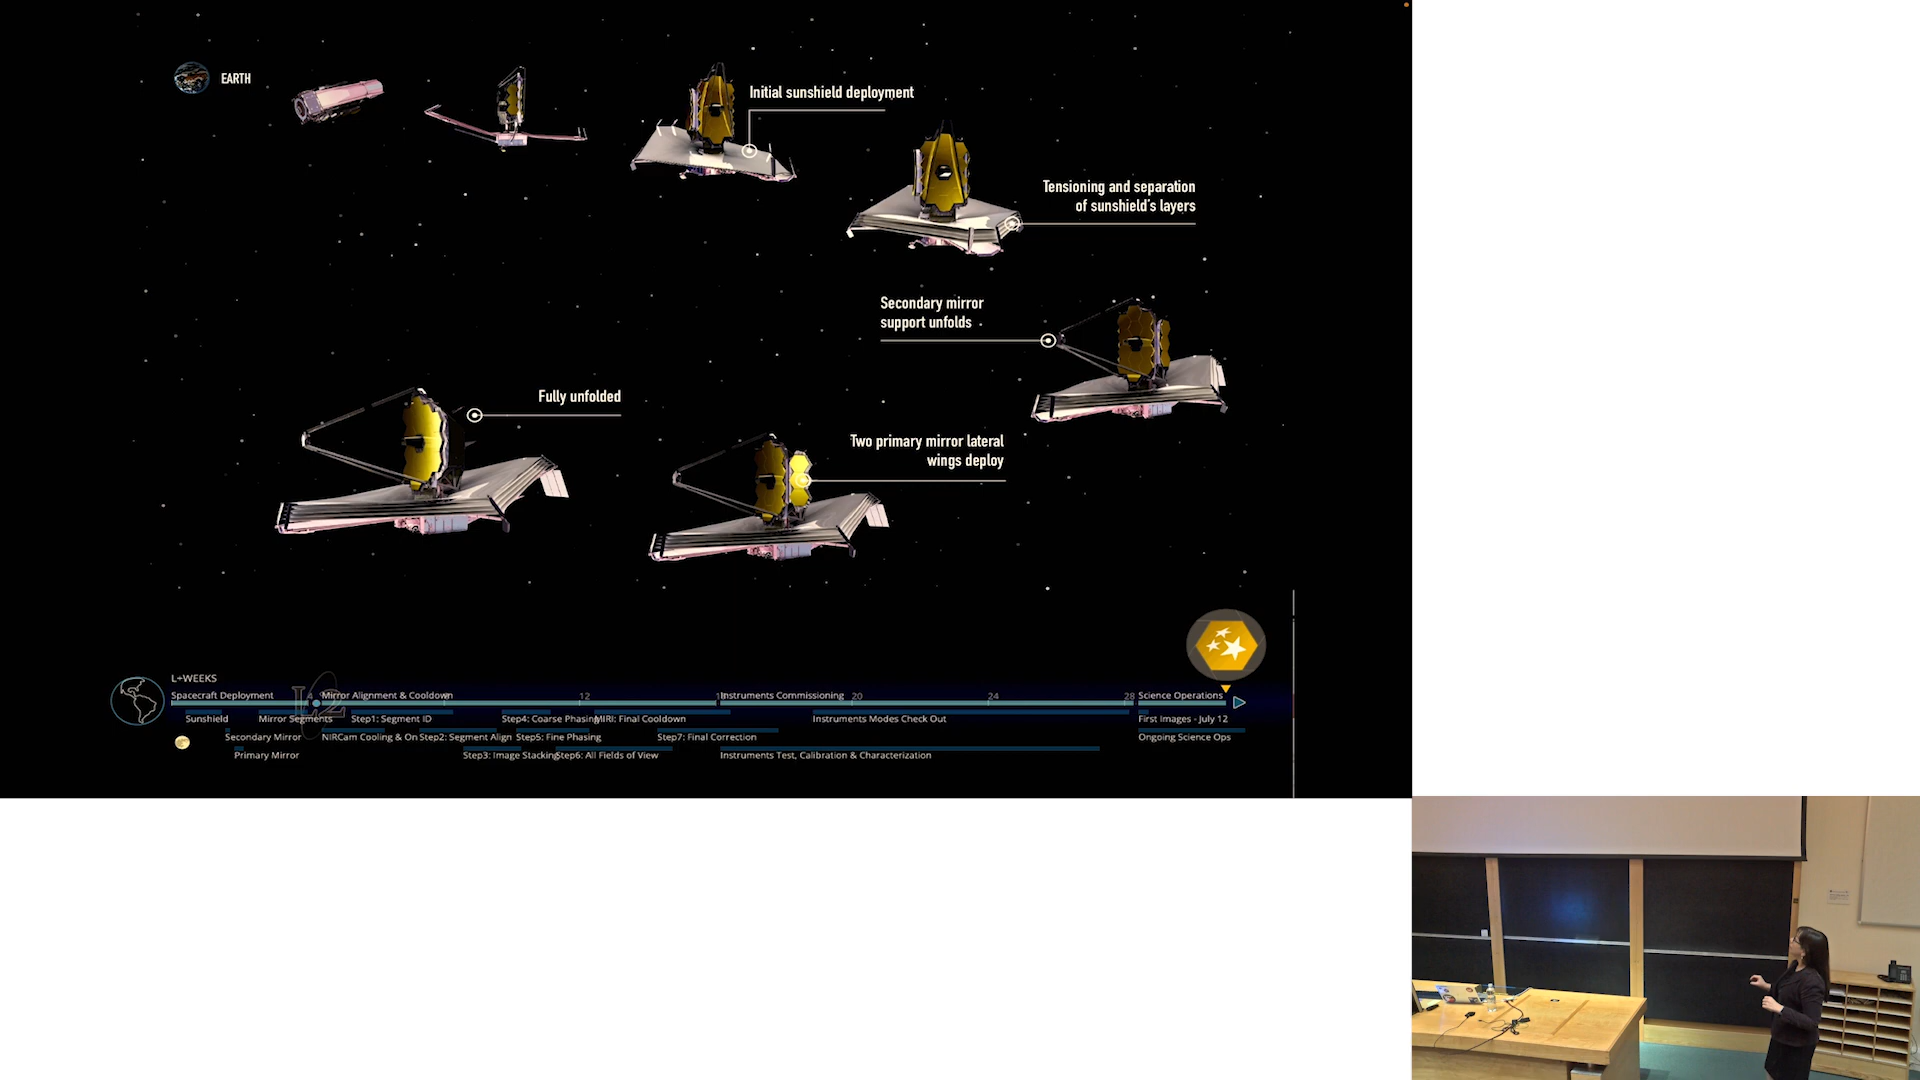 EARTH
Initial sunshield deployment
Tensioning and separation
of sunshield's layers
Secondary mirror
support unfolds
Fully unfolded
Two primary mirror lateral
wings deploy
L+WEEKS
Spacecraft Deployment
4
Mirror Alignment & Cooldown
12
Instruments Commissioning
20
24
28
Science Operations
L2
Sunshield
Mirror Segments
Step1: Segment ID
Step4: Coarse Phasing
MIRI: Final Cooldown
Instruments Modes Check Out
First Images - July 12
Secondary Mirror
NIRCam Cooling & On
Step2: Segment Align
Step5: Fine Phasing
Step7: Final Correction
Ongoing Science Ops
Primary Mirror
Step3: Image Stacking
Step6: All Fields of View
Instruments Test, Calibration & Characterization